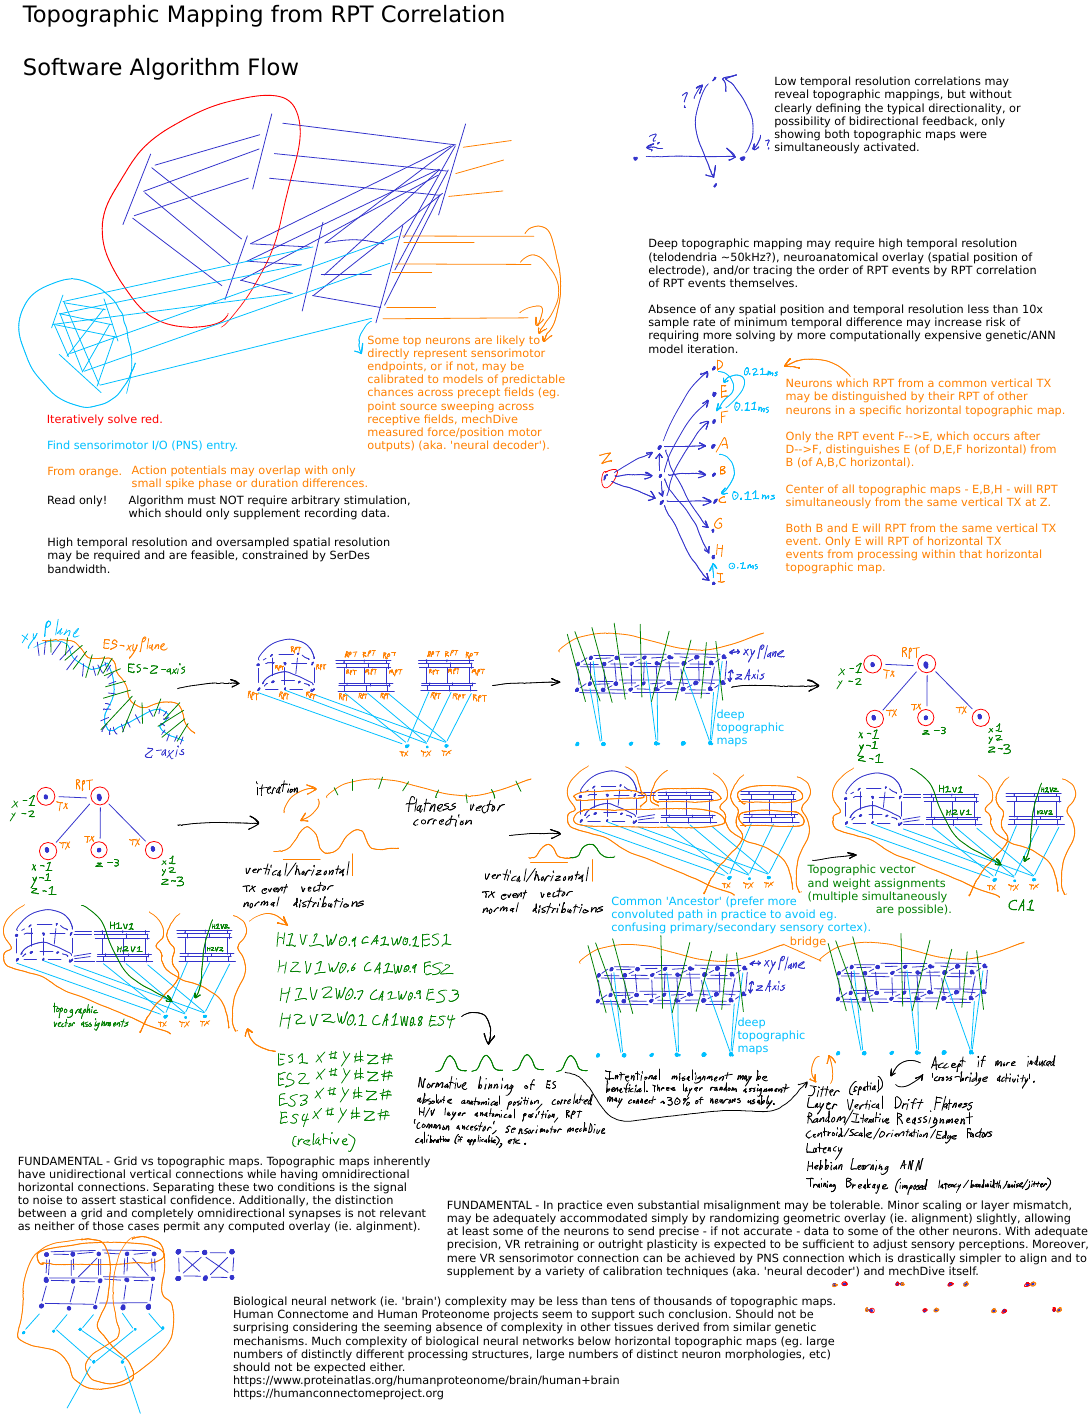 Topographic Mapping from RPT Correlation
Software Algorithm Flow
Low temporal resolution correlations may
reveal topographic mappings, but without
clearly defining the typical directionality, or
possibility of bidirectional feedback, only
showing both topographic maps were
simultaneously activated.
?
?
?
Deep topographic mapping may require high temporal resolution
(telodendria ~50kHz?), neuroanatomical overlay (spatial position of
electrode), and/or tracing the order of RPT events by RPT correlation
of RPT events themselves.
Absence of any spatial position and temporal resolution less than 10x
sample rate of minimum temporal difference may increase risk of
requiring more solving by more computationally expensive genetic/ANN
model iteration.
Some top neurons are likely to
directly represent sensorimotor
endpoints, or if not, may be
calibrated to models of predictable
chances across precept fields (eg.
point source sweeping across
receptive fields, mechDive
measured force/position motor
outputs) (aka. 'neural decoder').
Iteratively solve red.
Find sensorimotor I/O (PNS) entry.
From orange. Action potentials may overlap with only
small spike phase or duration differences.
Read only! Algorithm must NOT require arbitrary stimulation,
which should only supplement recording data.
High temporal resolution and oversampled spatial resolution
may be required and are feasible, constrained by SerDes
bandwidth.
D
0.21ms
E
0.11ms
F
A
Z
B
C 0.11ms
G
H
0.1ms
I
Neurons which RPT from a common vertical TX
may be distinguished by their RPT of other
neurons in a specific horizontal topographic map.
Only the RPT event F-->E, which occurs after
D-->F, distinguishes E (of D,E,F horizontal) from
B (of A,B,C horizontal).
Center of all topographic maps - E,B,H - will RPT
simultaneously from the same vertical TX at Z.
Both B and E will RPT from the same vertical TX
event. Only E will RPT of horizontal TX
events from processing within that horizontal
topographic map.
xy Plane
ES-xyPlane
ES-Z-axis
Z-axis
RPT RPT RPT RPT RPT RPT RPT
RPT RPT RPT RPT RPT
RPT RPT RPT RPT RPT RPT RPT RPT RPT
TX TX TX
↔ xyPlane
↕ zAxis
deep
topographic
maps
RPT
x-1
y-2
TX
TX TX TX
x-1
y-1
z-1
z-3
x1
y2
z-3
RPT
x-1
y-2
TX
TX TX TX
x-1
y-1
z-1
z-3
x1
y2
z-3
iteration
flatness vector
correction
vertical/horizontal
TX event vector
normal distributions
vertical/horizontal
TX event vector
normal distributions
TX TX TX
Common 'Ancestor' (prefer more
convoluted path in practice to avoid eg.
confusing primary/secondary sensory cortex).
Topographic vector
and weight assignments
(multiple simultaneously
are possible).
H1V1 H1V2
H2V1 H2V2
TX TX TX
CA1
H1V1 H1V2
H2V1 H2V2
topographic
vector assignments
TX TX TX
H1V1W0.9 CA1W0.1ES1
H2V1W0.6 CA1W0.9 ES2
H1V2W0.7 CA1W0.9 ES3
H2V2W0.1 CA1W0.8 ES4
ES1 X#Y#Z#
ES2 X#Y#Z#
ES3 X#Y#Z#
ES4 X#Y#Z#
(relative)
bridge
↔ xyPlane
↕ zAxis
deep
topographic
maps
Normative binning of ES
absolute anatomical position, correlated
H/V layer anatomical position, RPT
'common ancestor', sensorimotor mechDive
calibration (if applicable), etc.
Intentional misalignment may be
beneficial. Three layer random assignment
may connect ~30% of neurons usably.
Accept if more induced
'cross-bridge activity'.
Jitter (spatial)
Layer Vertical Drift Flatness
Random/Iterative Reassignment
Centroid/Scale/Orientation/Edge Factors
Latency
Hebbian Learning ANN
Training Breakage (imposed latency/bandwidth/noise/jitter)
FUNDAMENTAL - Grid vs topographic maps. Topographic maps inherently
have unidirectional vertical connections while having omnidirectional
horizontal connections. Separating these two conditions is the signal
to noise to assert stastical confidence. Additionally, the distinction
between a grid and completely omnidirectional synapses is not relevant
as neither of those cases permit any computed overlay (ie. alginment).
FUNDAMENTAL - In practice even substantial misalignment may be tolerable. Minor scaling or layer mismatch,
may be adequately accommodated simply by randomizing geometric overlay (ie. alignment) slightly, allowing
at least some of the neurons to send precise - if not accurate - data to some of the other neurons. With adequate
precision, VR retraining or outright plasticity is expected to be sufficient to adjust sensory perceptions. Moreover,
mere VR sensorimotor connection can be achieved by PNS connection which is drastically simpler to align and to
supplement by a variety of calibration techniques (aka. 'neural decoder') and mechDive itself.
Biological neural network (ie. 'brain') complexity may be less than tens of thousands of topographic maps.
Human Connectome and Human Proteonome projects seem to support such conclusion. Should not be
surprising considering the seeming absence of complexity in other tissues derived from similar genetic
mechanisms. Much complexity of biological neural networks below horizontal topographic maps (eg. large
numbers of distinctly different processing structures, large numbers of distinct neuron morphologies, etc)
should not be expected either.
https://www.proteinatlas.org/humanproteonome/brain/human+brain
https://humanconnectomeproject.org